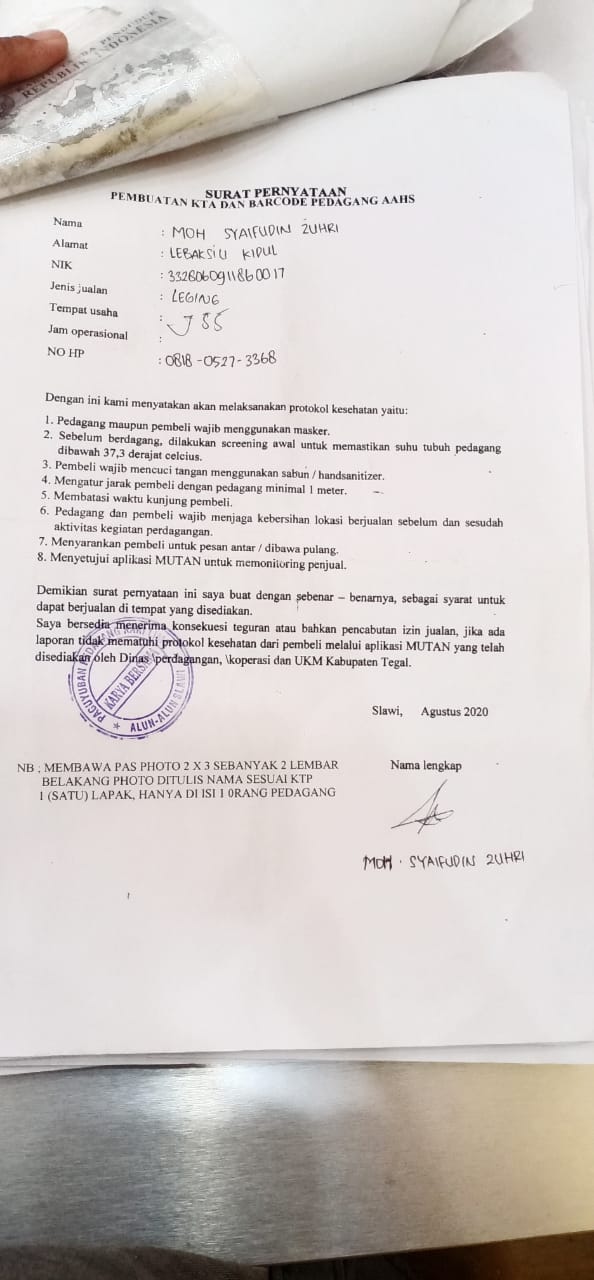 REPUBLIK INDONESIA
SURAT PERNYATAAN
PEMBUATAN KTA DAN BARCODE PEDAGANG AAHS
Nama : MOH SYAIFUDIN ZUHRI
Alamat : LEBAKSIU KIDUL
NIK : 3326060911860017
Jenis jualan : LEGING
Tempat usaha :
Jam operasional :
NO HP : 0818-0527-3368
Dengan ini kami menyatakan akan melaksanakan protokol kesehatan yaitu:
1. Pedagang maupun pembeli wajib menggunakan masker.
2. Sebelum berdagang, dilakukan screening awal untuk memastikan suhu tubuh pedagang
dibawah 37,3 derajat celcius.
3. Pembeli wajib mencuci tangan menggunakan sabun / handsanitizer.
4. Mengatur jarak pembeli dengan pedagang minimal 1 meter.
5. Membatasi waktu kunjung pembeli.
6. Pedagang dan pembeli wajib menjaga kebersihan lokasi berjualan sebelum dan sesudah
aktivitas kegiatan perdagangan.
7. Menyarankan pembeli untuk pesan antar / dibawa pulang.
8. Menyetujui aplikasi MUTAN untuk memonitoring penjual.
Demikian surat pernyataan ini saya buat dengan sebenar – benarnya, sebagai syarat untuk
dapat berjualan di tempat yang disediakan.
Saya bersedia menerima konsekuesi teguran atau bahkan pencabutan izin jualan, jika ada
laporan tidak mematuhi protokol kesehatan dari pembeli melalui aplikasi MUTAN yang telah
disediakan oleh Dinas \perdagangan, \koperasi dan UKM Kabupaten Tegal.
PAGUYUBAN PEDAGANG KAKI
KARYA BERSAMA
ALUN-ALUN SLAWI
Slawi, Agustus 2020
NB : MEMBAWA PAS PHOTO 2 X 3 SEBANYAK 2 LEMBAR
BELAKANG PHOTO DITULIS NAMA SESUAI KTP
1 (SATU) LAPAK, HANYA DI ISI 1 0RANG PEDAGANG
Nama lengkap
MOH . SYAIFUDIN ZUHRI